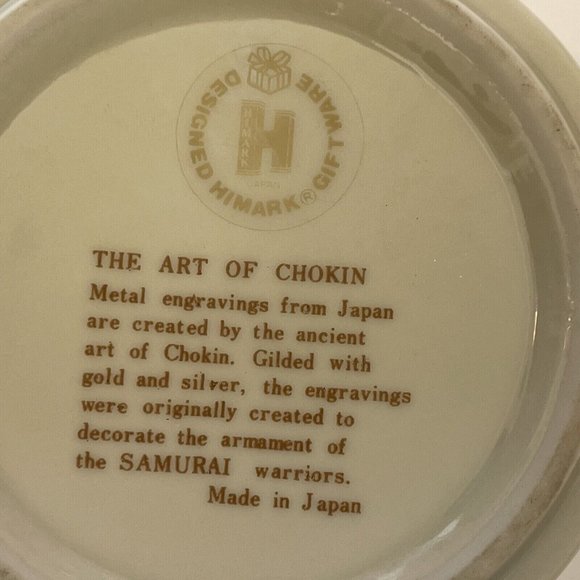 DESIGNED HIMARK® GIFTWARE
HIMARK
H
JAPAN
THE ART OF CHOKIN
Metal engravings from Japan
are created by the ancient
art of Chokin. Gilded with
gold and silver, the engravings
were originally created to
decorate the armament of
the SAMURAI warriors.
Made in Japan